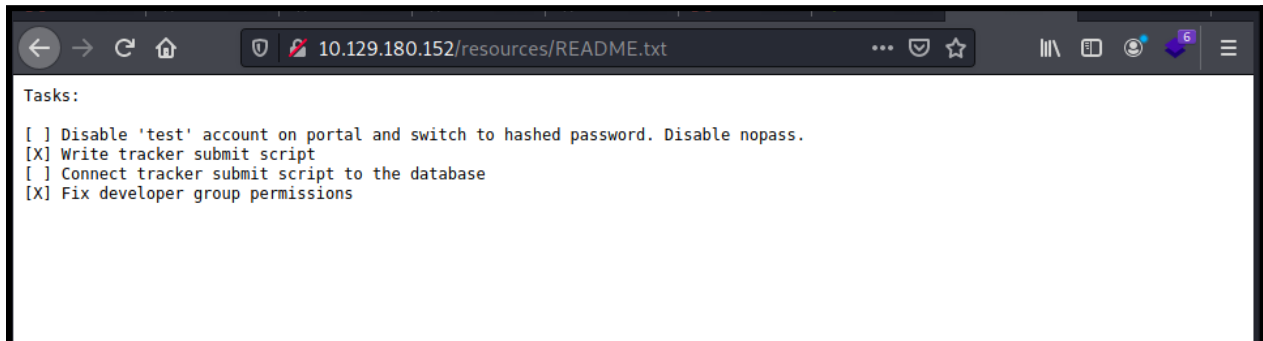 10.129.180.152/resources/README.txt
6
Tasks:
[ ] Disable 'test' account on portal and switch to hashed password. Disable nopass.
[X] Write tracker submit script
[ ] Connect tracker submit script to the database
[X] Fix developer group permissions